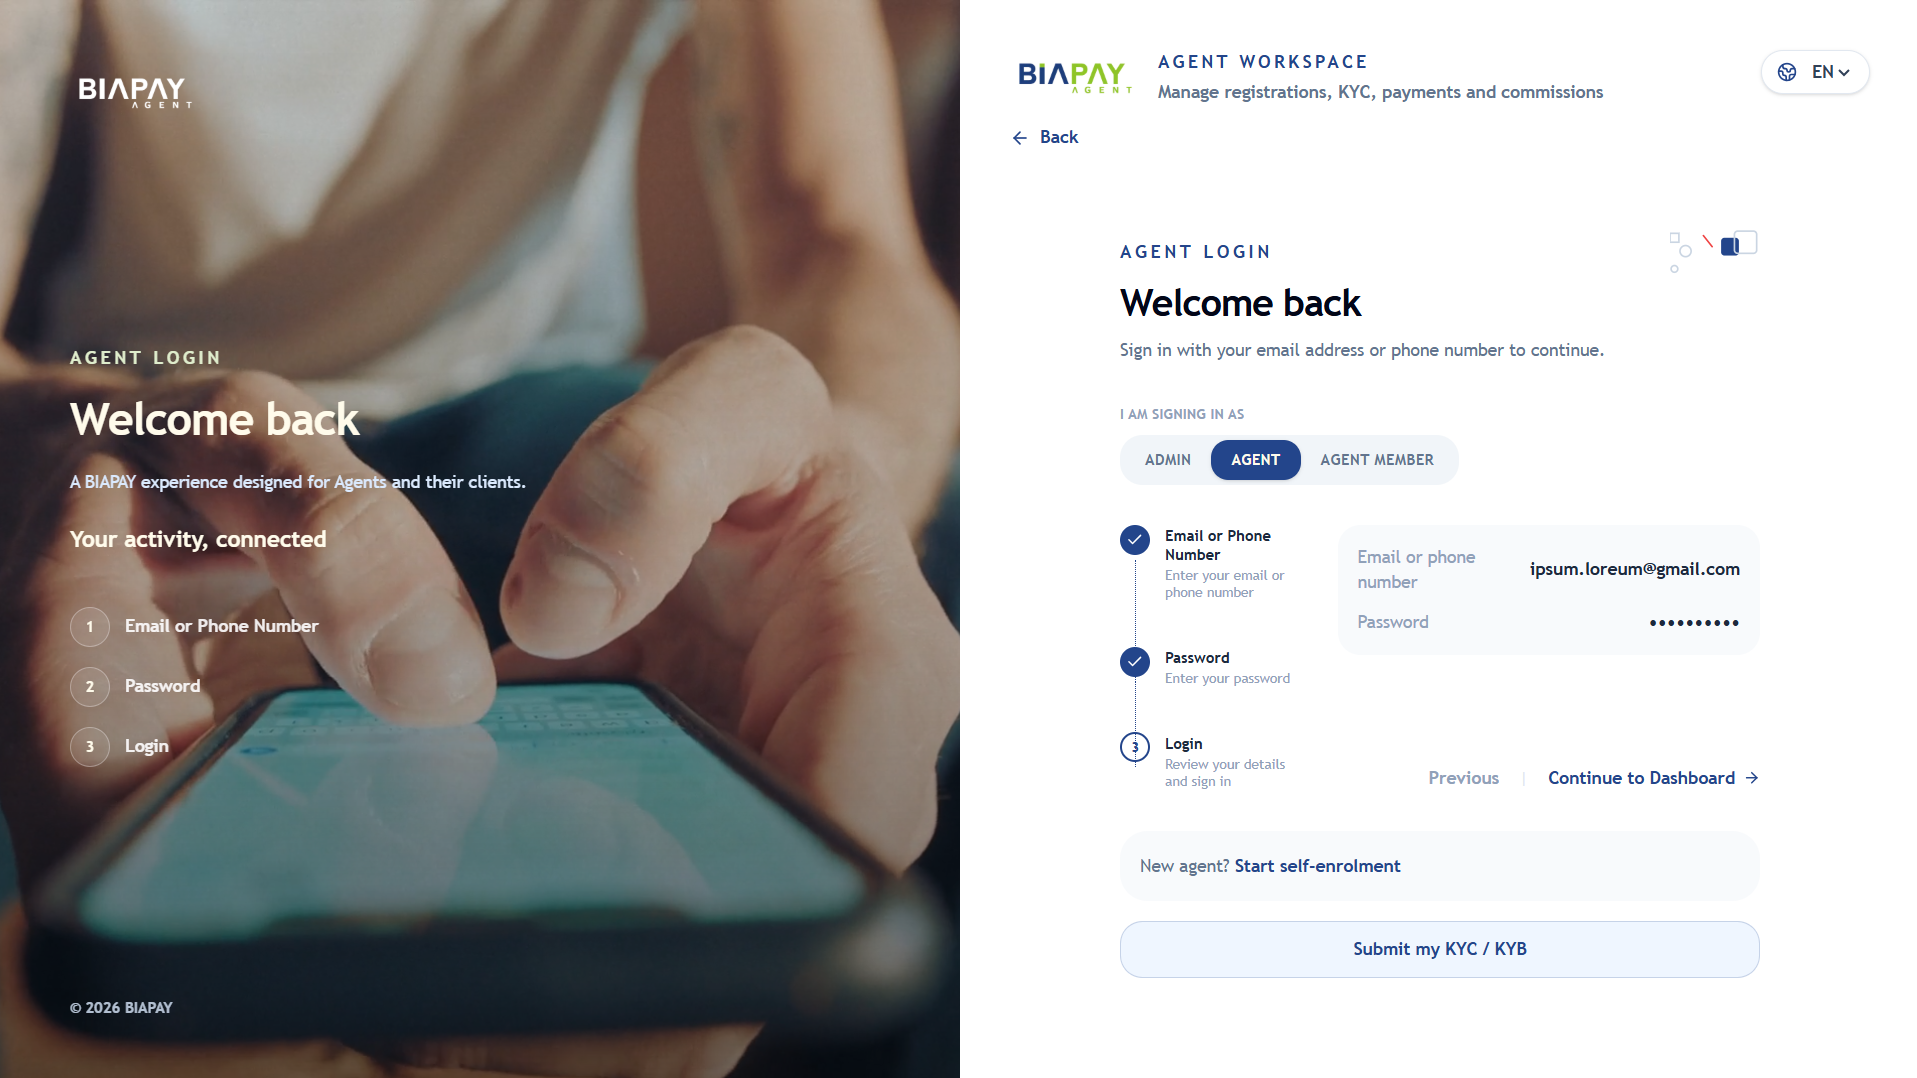 BIAPAY
AGENT
AGENT LOGIN
Welcome back
A BIAPAY experience designed for Agents and their clients.
Your activity, connected
1 Email or Phone Number
2 Password
3 Login
© 2026 BIAPAY
BIAPAY
AGENT
AGENT WORKSPACE
Manage registrations, KYC, payments and commissions
EN
Back
AGENT LOGIN
Welcome back
Sign in with your email address or phone number to continue.
I AM SIGNING IN AS
ADMIN AGENT AGENT MEMBER
Email or Phone
Number
Enter your email or
phone number
Password
Enter your password
3 Login
Review your details
and sign in
Email or phone
number
ipsum.loreum@gmail.com
Password ••••••••••
Previous | Continue to Dashboard
New agent? Start self-enrolment
Submit my KYC / KYB